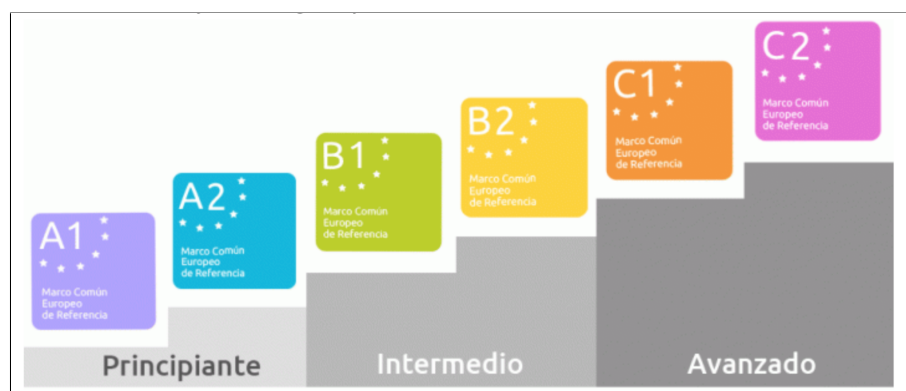 A1
Marco Común
Europeo
de Referencia
A2
Marco Común
Europeo
de Referencia
B1
Marco Común
Europeo
de Referencia
B2
Marco Común
Europeo
de Referencia
C1
Marco Común
Europeo
de Referencia
C2
Marco Común
Europeo
de Referencia
Principiante
Intermedio
Avanzado